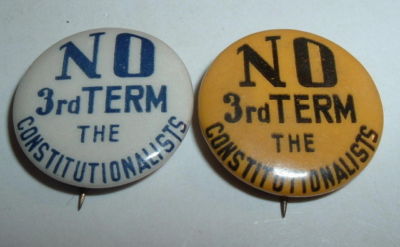 NO
3rd TERM
THE
CONSTITUTIONALISTS
NO
3rd TERM
THE
CONSTITUTIONALISTS